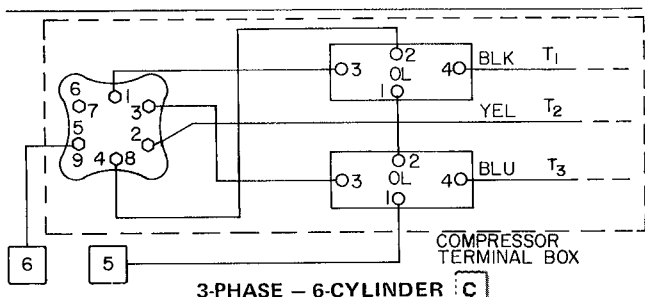 2
3 OL 4 BLK T1
1
6 1
7 3
YEL T2
5 2
9 4 8
2
3 OL 4 BLU T3
1
6 5
COMPRESSOR
TERMINAL BOX
3-PHASE – 6-CYLINDER C